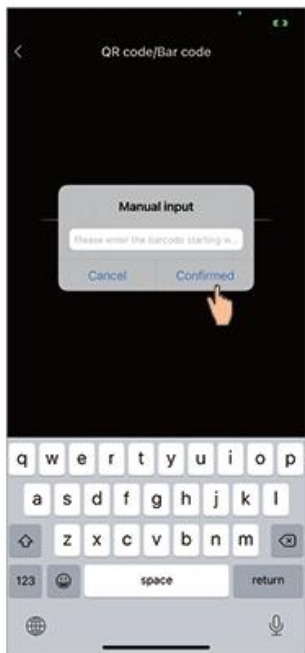 QR code/Bar code
Manual input
Please enter the barcode starting w...
Cancel Confirmed
q w e r t y u i o p
a s d f g h j k l
z x c v b n m
123 space return